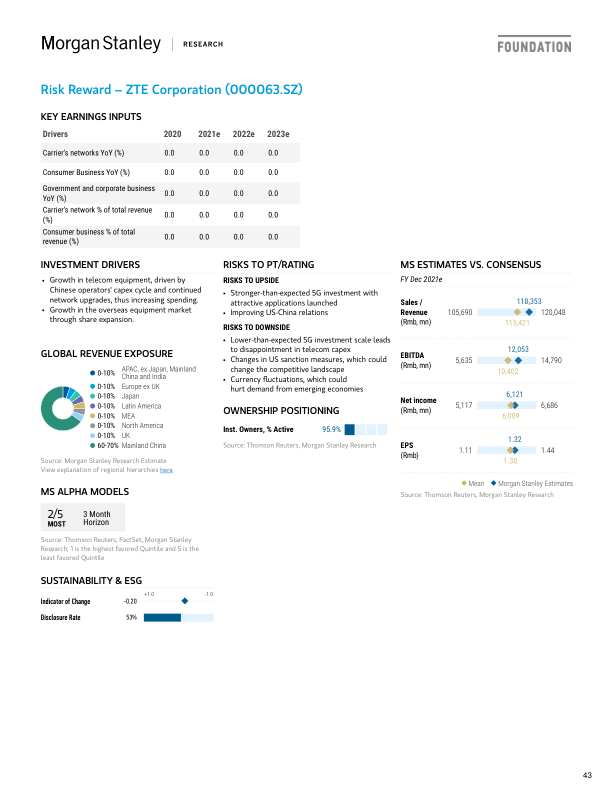 Morgan Stanley | RESEARCH
FOUNDATION
Risk Reward – ZTE Corporation (000063.SZ)
KEY EARNINGS INPUTS
Drivers 2020 2021e 2022e 2023e
Carrier's networks YoY (%) 0.0 0.0 0.0 0.0
Consumer Business YoY (%) 0.0 0.0 0.0 0.0
Government and corporate business
YoY (%) 0.0 0.0 0.0 0.0
Carrier's network % of total revenue
(%) 0.0 0.0 0.0 0.0
Consumer business % of total
revenue (%) 0.0 0.0 0.0 0.0
INVESTMENT DRIVERS
• Growth in telecom equipment, driven by
Chinese operators' capex cycle and continued
network upgrades, thus increasing spending.
• Growth in the overseas equipment market
through share expansion.
GLOBAL REVENUE EXPOSURE
0-10% APAC, ex Japan, Mainland
China and India
0-10% Europe ex UK
0-10% Japan
0-10% Latin America
0-10% MEA
0-10% North America
0-10% UK
60-70% Mainland China
Source: Morgan Stanley Research Estimate
View explanation of regional hierarchies here
MS ALPHA MODELS
2/5
MOST
3 Month
Horizon
Source: Thomson Reuters, FactSet, Morgan Stanley
Research; 1 is the highest favored Quintile and 5 is the
least favored Quintile
SUSTAINABILITY & ESG
+1.0 -1.0
Indicator of Change -0.20
Disclosure Rate 53%
RISKS TO PT/RATING
RISKS TO UPSIDE
• Stronger-than-expected 5G investment with
attractive applications launched
• Improving US-China relations
RISKS TO DOWNSIDE
• Lower-than-expected 5G investment scale leads
to disappointment in telecom capex
• Changes in US sanction measures, which could
change the competitive landscape
• Currency fluctuations, which could
hurt demand from emerging economies
OWNERSHIP POSITIONING
Inst. Owners, % Active 95.9%
Source: Thomson Reuters, Morgan Stanley Research
MS ESTIMATES VS. CONSENSUS
FY Dec 2021e
Sales /
Revenue
(Rmb, mn)
118,353
105,690 120,048
115,421
EBITDA
(Rmb, mn)
12,053
5,635 14,790
10,402
Net income
(Rmb, mn)
6,121
5,117 6,686
6,009
EPS
(Rmb)
1.32
1.11 1.44
1.30
Mean Morgan Stanley Estimates
Source: Thomson Reuters, Morgan Stanley Research
43